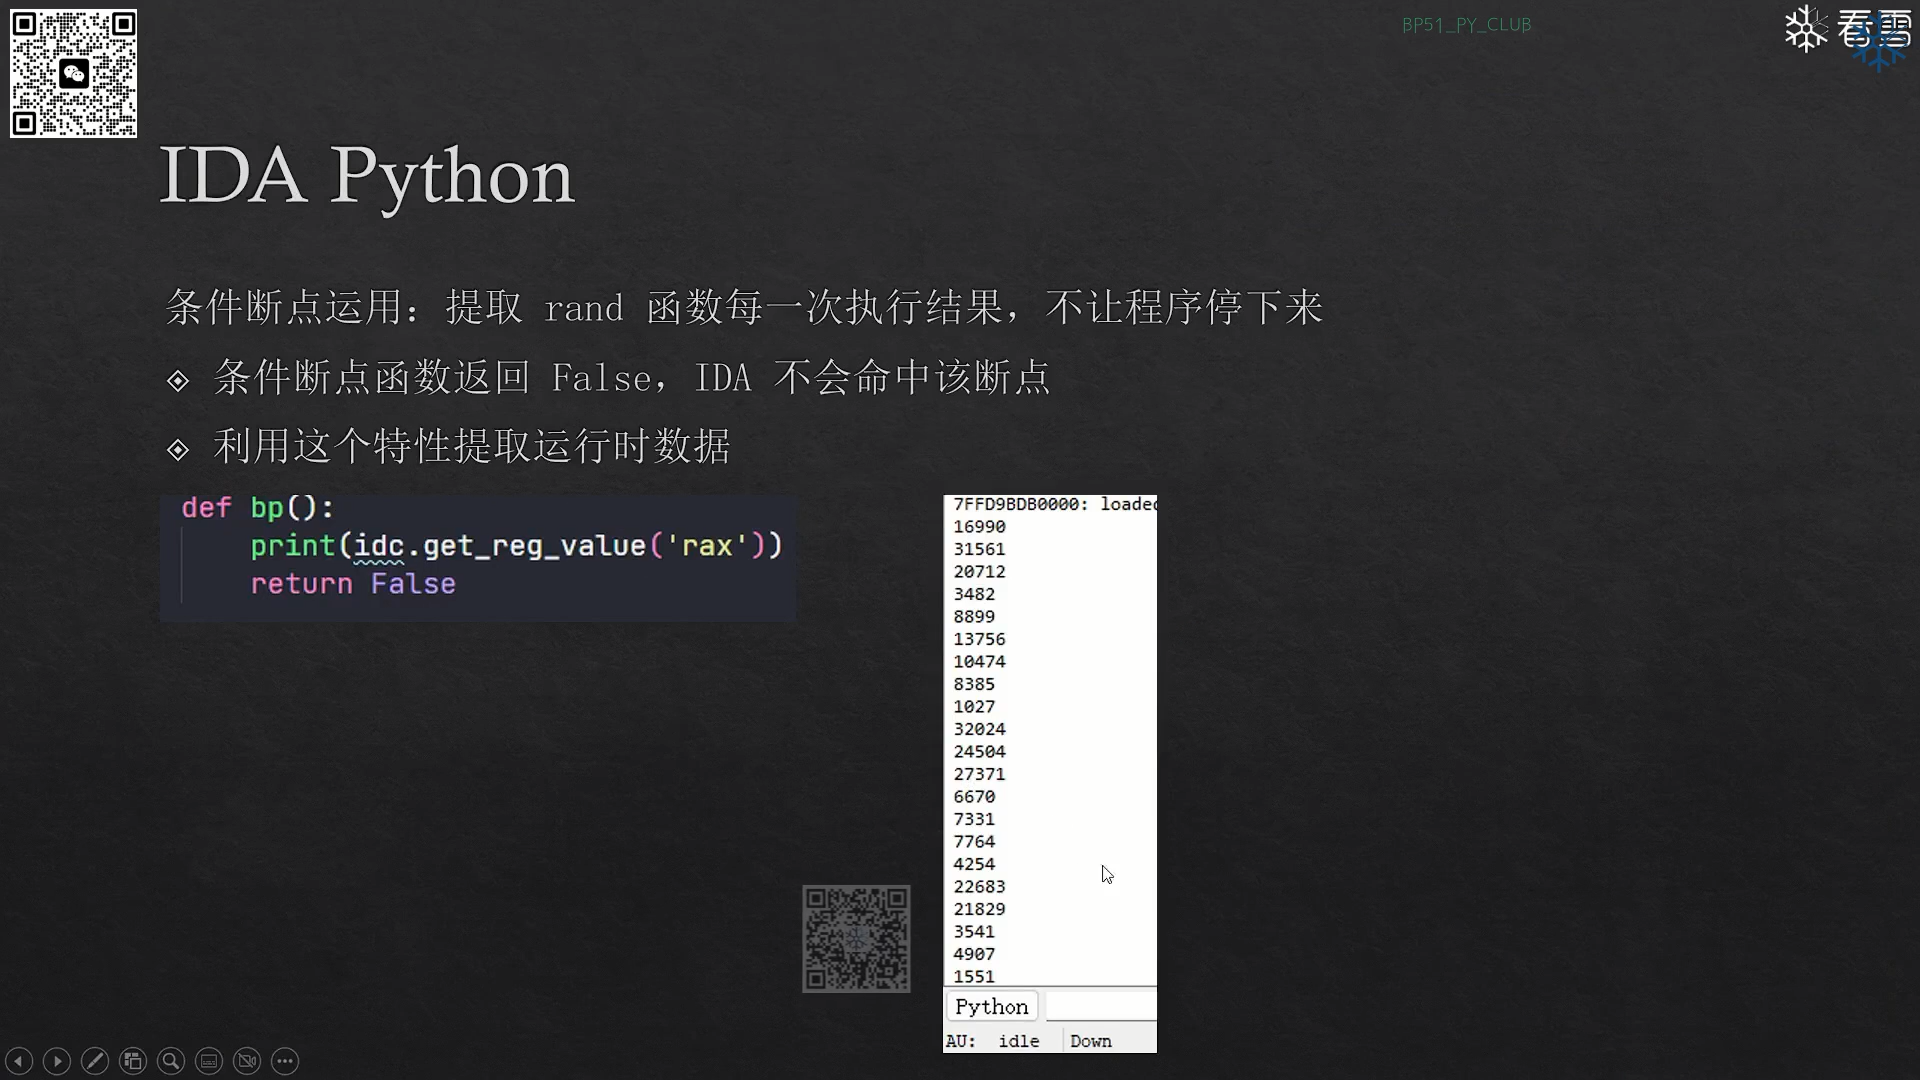 BP51_PY_CLUB
看雪
IDA Python
条件断点运用：提取 rand 函数每一次执行结果，不让程序停下来
条件断点函数返回 False，IDA 不会命中该断点
利用这个特性提取运行时数据
def bp():
print(idc.get_reg_value('rax'))
return False
7FFD9BDB0000: loaded
16990
31561
20712
3482
8899
13756
10474
8385
1027
32024
24504
27371
6670
7331
7764
4254
22683
21829
3541
4907
1551
Python
AU: idle Down